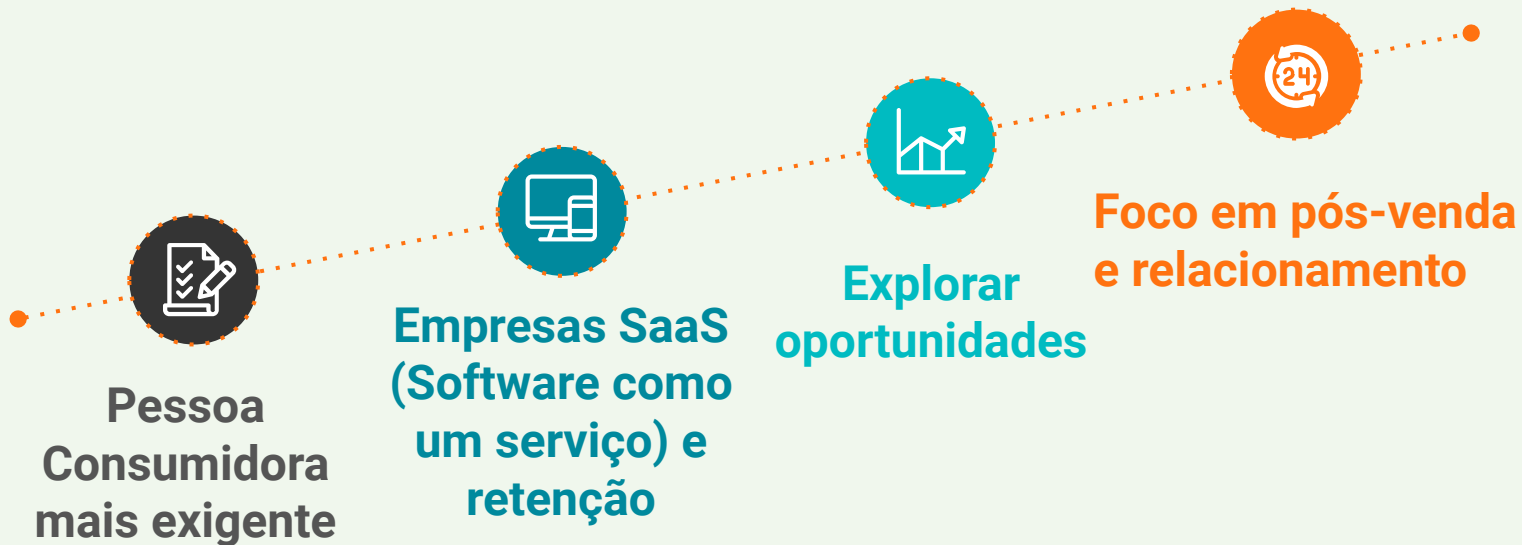 Pessoa
Consumidora
mais exigente
Empresas SaaS
(Software como
um serviço) e
retenção
Explorar
oportunidades
24
Foco em pós-venda
e relacionamento